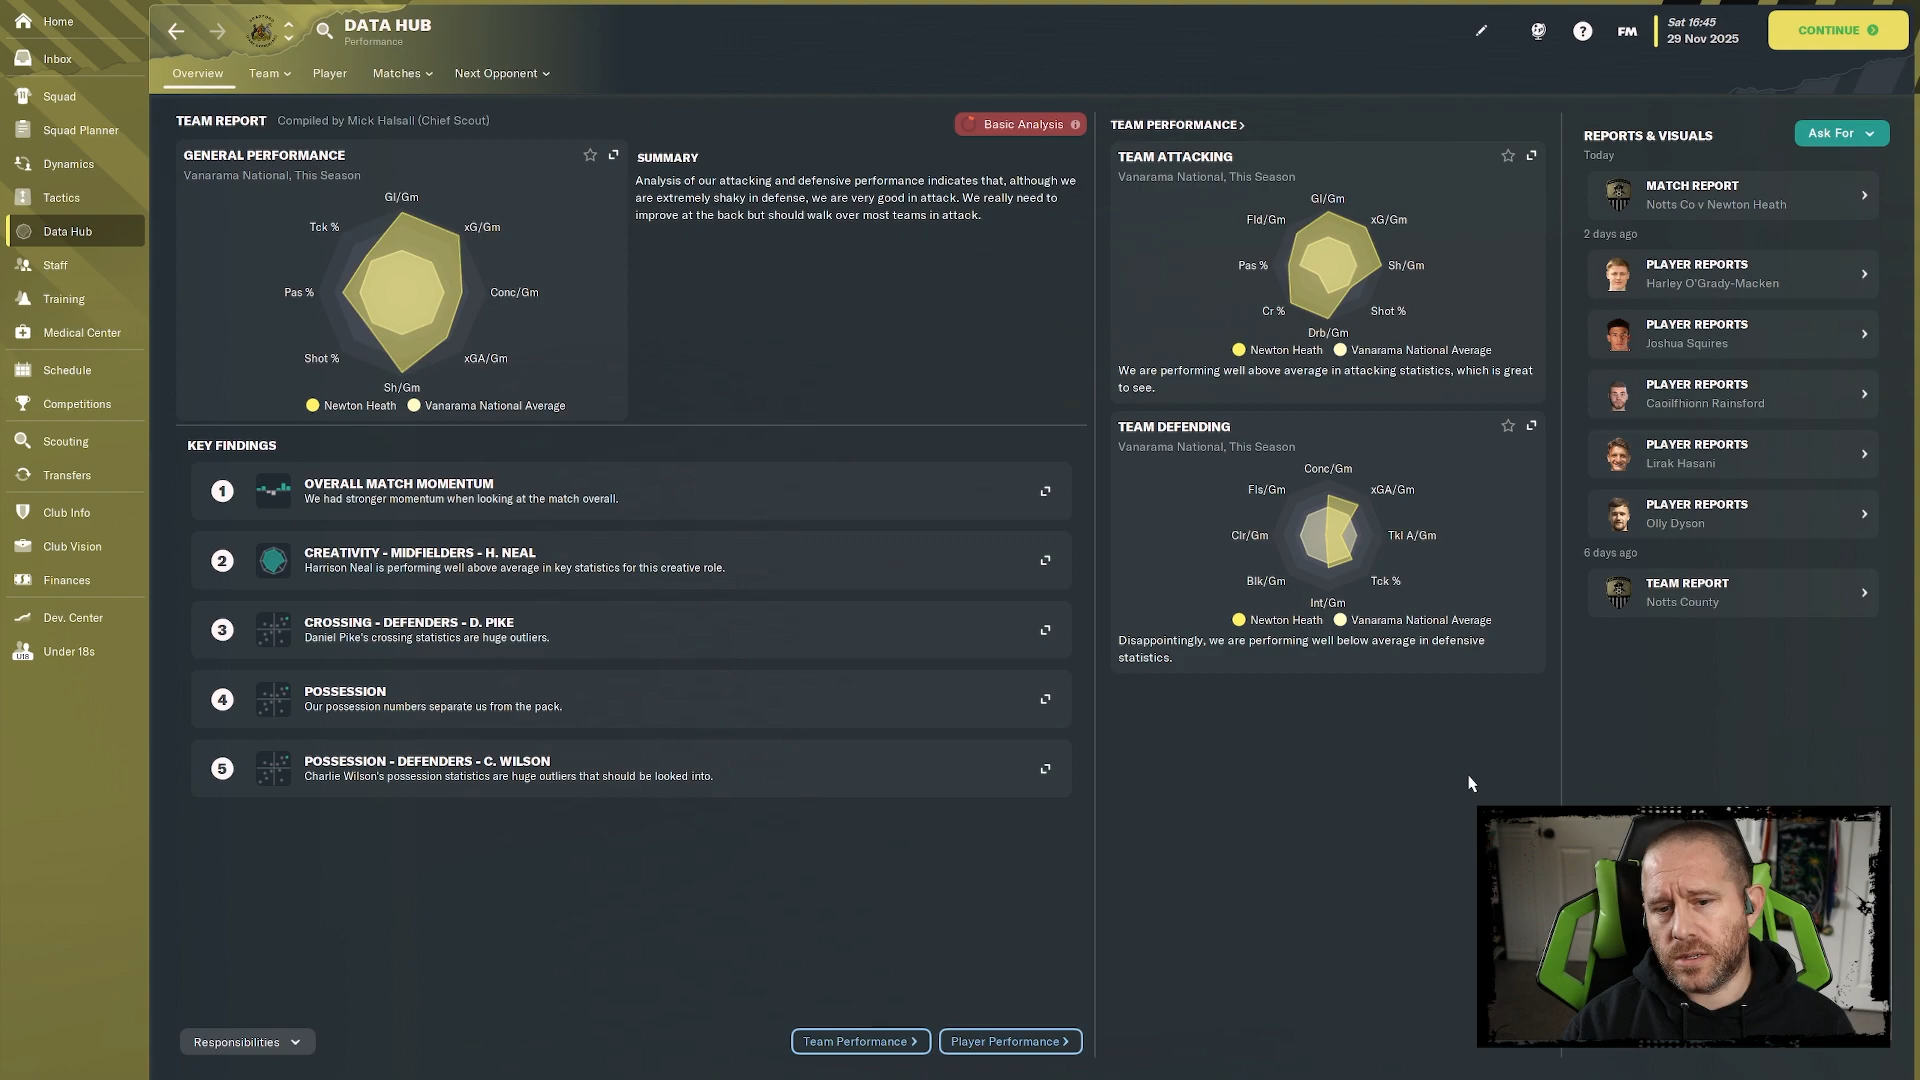 Home
Inbox
Squad
Squad Planner
Dynamics
Tactics
Data Hub
Staff
Training
Medical Center
Schedule
Competitions
Scouting
Transfers
Club Info
Club Vision
Finances
Dev. Center
Under 18s
DATA HUB
Performance
FM
Sat 16:45
29 Nov 2025
CONTINUE
Overview
Team
Player
Matches
Next Opponent
TEAM REPORT Compiled by Mick Halsall (Chief Scout)
Basic Analysis
GENERAL PERFORMANCE
Vanarama National, This Season
Gl/Gm
Tck %
xG/Gm
Pas %
Conc/Gm
Shot %
xGA/Gm
Sh/Gm
Newton Heath
Vanarama National Average
SUMMARY
Analysis of our attacking and defensive performance indicates that, although we
are extremely shaky in defense, we are very good in attack. We really need to
improve at the back but should walk over most teams in attack.
KEY FINDINGS
1
OVERALL MATCH MOMENTUM
We had stronger momentum when looking at the match overall.
2
CREATIVITY - MIDFIELDERS - H. NEAL
Harrison Neal is performing well above average in key statistics for this creative role.
3
CROSSING - DEFENDERS - D. PIKE
Daniel Pike's crossing statistics are huge outliers.
4
POSSESSION
Our possession numbers separate us from the pack.
5
POSSESSION - DEFENDERS - C. WILSON
Charlie Wilson's possession statistics are huge outliers that should be looked into.
Responsibilities
Team Performance
Player Performance
TEAM PERFORMANCE
TEAM ATTACKING
Vanarama National, This Season
Gl/Gm
Fld/Gm
xG/Gm
Pas %
Sh/Gm
Cr %
Shot %
Drb/Gm
Newton Heath
Vanarama National Average
We are performing well above average in attacking statistics, which is great
to see.
TEAM DEFENDING
Vanarama National, This Season
Conc/Gm
Fls/Gm
xGA/Gm
Clr/Gm
Tkl A/Gm
Blk/Gm
Tck %
Int/Gm
Newton Heath
Vanarama National Average
Disappointingly, we are performing well below average in defensive
statistics.
REPORTS & VISUALS
Ask For
Today
MATCH REPORT
Notts Co v Newton Heath
2 days ago
PLAYER REPORTS
Harley O'Grady-Macken
PLAYER REPORTS
Joshua Squires
PLAYER REPORTS
Caoilfhionn Rainsford
PLAYER REPORTS
Lirak Hasani
PLAYER REPORTS
Olly Dyson
6 days ago
TEAM REPORT
Notts County